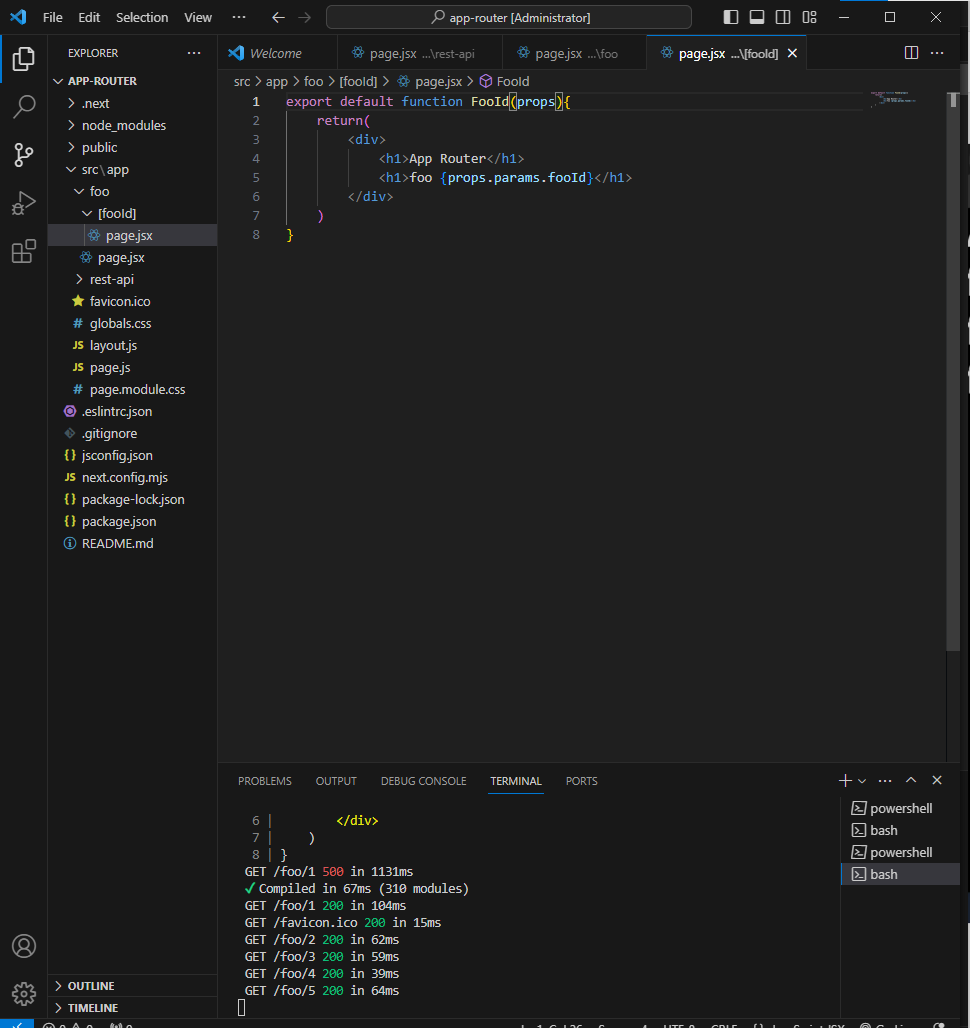 File Edit Selection View ··· app-router [Administrator]
EXPLORER ···
Welcome page.jsx ...\rest-api page.jsx ...\foo page.jsx ...\[fooId]
APP-ROUTER
.next
node_modules
public
src\app
foo
[fooId]
page.jsx
page.jsx
rest-api
favicon.ico
# globals.css
JS layout.js
JS page.js
# page.module.css
.eslintrc.json
.gitignore
{} jsconfig.json
JS next.config.mjs
{} package-lock.json
{} package.json
README.md
OUTLINE
TIMELINE
src > app > foo > [fooId] > page.jsx > FooId
1 export default function FooId(props){
2 return(
3 <div>
4 <h1>App Router</h1>
5 <h1>foo {props.params.fooId}</h1>
6 </div>
7 )
8 }
PROBLEMS OUTPUT DEBUG CONSOLE TERMINAL PORTS
6 | </div>
7 | )
8 | }
GET /foo/1 500 in 1131ms
✓ Compiled in 67ms (310 modules)
GET /foo/1 200 in 104ms
GET /favicon.ico 200 in 15ms
GET /foo/2 200 in 62ms
GET /foo/3 200 in 59ms
GET /foo/4 200 in 39ms
GET /foo/5 200 in 64ms
powershell
bash
powershell
bash